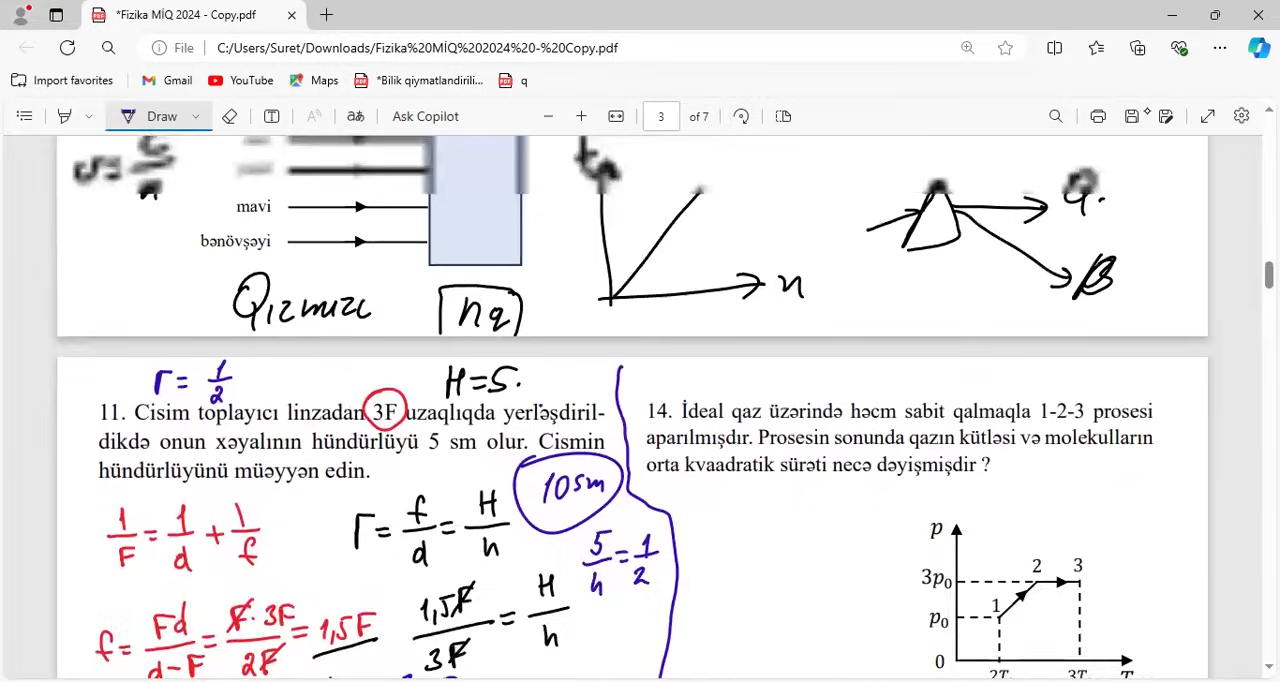 *Fizika MİQ 2024 - Copy.pdf
File C:/Users/Suret/Downloads/Fizika%20MİQ%202024%20-%20Copy.pdf
Import favorites Gmail YouTube Maps *Bilik qiymatlandirili... q
Draw aあ Ask Copilot 3 of 7
mavi
bənövşəyi
Qızmızı nq
n
Q.
β
Γ = 1/2 H = 5.
11. Cisim toplayıcı linzadan 3F uzaqlıqda yerləşdiril-
dikdə onun xəyalının hündürlüyü 5 sm olur. Cismin
hündürlüyünü müəyyən edin.
10 sm
1/F = 1/d + 1/f
Γ = f/d = H/h
5/h = 1/2
f = Fd/d-F = F·3F/2F = 1,5F
1,5F/3F = H/h
14. İdeal qaz üzərində həcm sabit qalmaqla 1-2-3 prosesi
aparılmışdır. Prosesin sonunda qazın kütləsi və molekulların
orta kvaadratik sürəti necə dəyişmişdir ?
p
3p₀ 2 3
p₀ 1
0